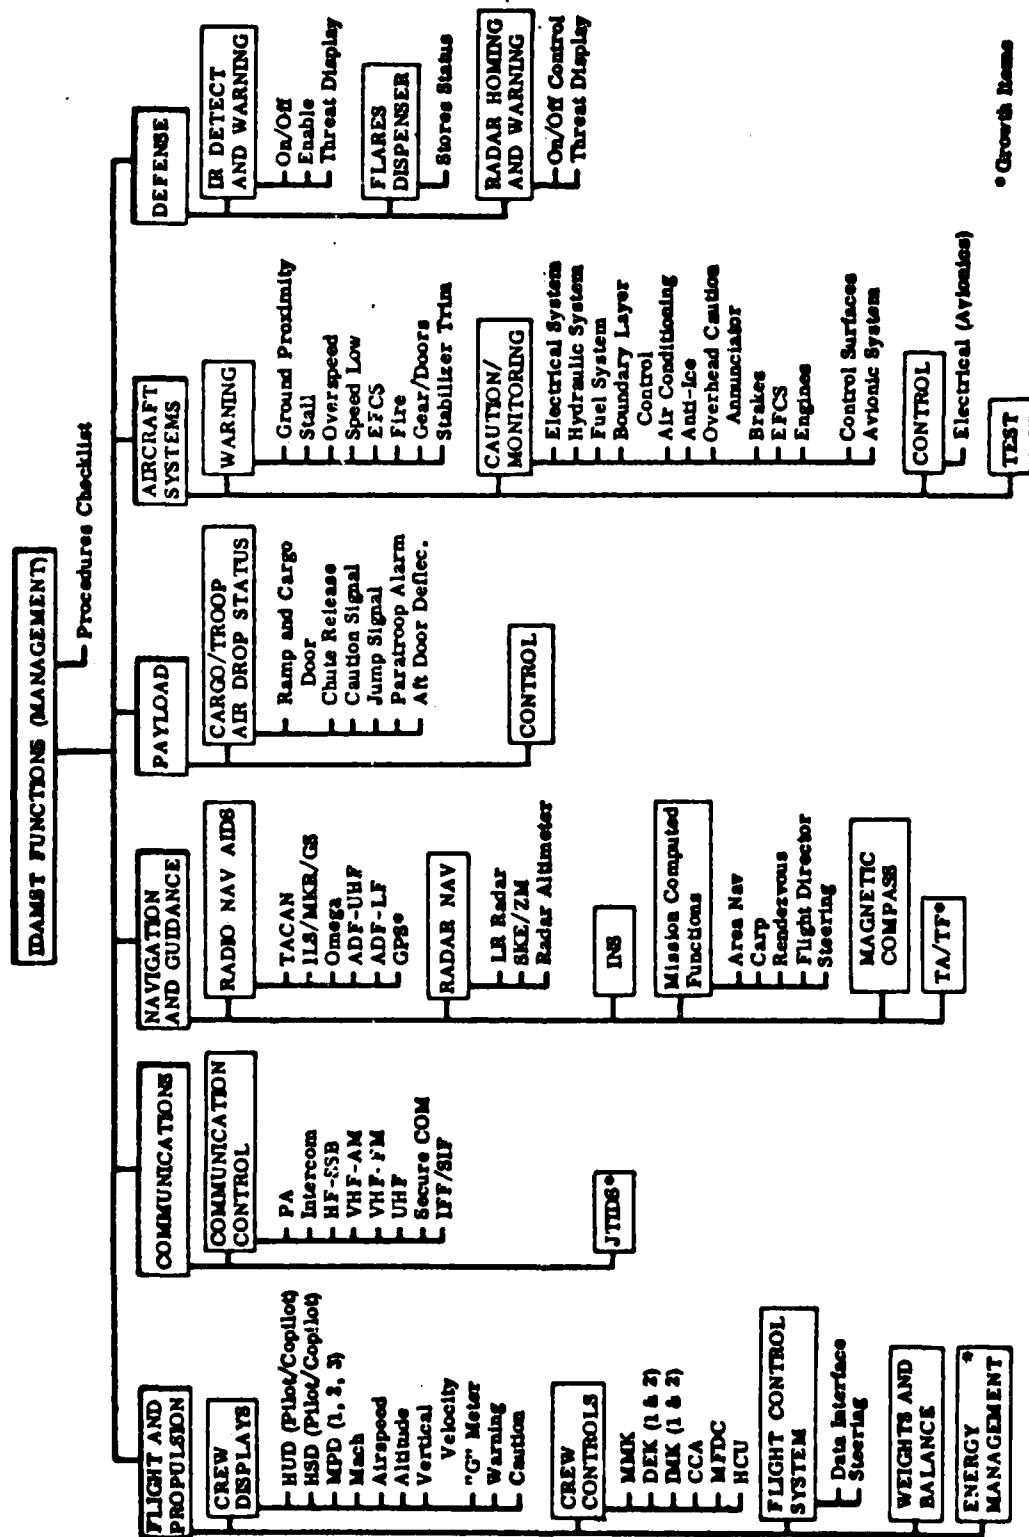 IDAMST FUNCTIONS (MANAGEMENT)
Procedures Checklist
FLIGHT AND
PROPULSION
CREW
DISPLAYS
HUD (Pilot/Copilot)
HSD (Pilot/Copilot)
MPD (1, 2, 3)
Mach
Airspeed
Altitude
Vertical
Velocity
"G" Meter
Warning
Caution
CREW
CONTROLS
MMK
DEK (1 & 2)
IMK (1 & 2)
CCA
MFDC
HCU
FLIGHT CONTROL
SYSTEM
Data Interface
Steering
WEIGHTS AND
BALANCE
ENERGY *
MANAGEMENT
COMMUNICATIONS
COMMUNICATION
CONTROL
PA
Intercom
HF-SSB
VHF-AM
VHF-FM
UHF
Secure COM
IFF/SIF
JTIDS*
NAVIGATION
AND GUIDANCE
RADIO NAV AIDS
TACAN
ILS/MKR/GS
Omega
ADF-UHF
ADF-LF
GPS*
RADAR NAV
LR Radar
SKE/ZM
Radar Altimeter
INS
Mission Computed
Functions
Area Nav
Carp
Rendezvous
Flight Director
Steering
MAGNETIC
COMPASS
TA/TF*
PAYLOAD
CARGO/TROOP
AIR DROP STATUS
Ramp and Cargo
Door
Chute Release
Caution Signal
Jump Signal
Paratroop Alarm
Aft Door Deflec.
CONTROL
AIRCRAFT
SYSTEMS
WARNING
Ground Proximity
Stall
Overspeed
Speed Low
EFCS
Fire
Gear/Doors
Stabilizer Trim
CAUTION/
MONITORING
Electrical System
Hydraulic System
Fuel System
Boundary Layer
Control
Air Conditioning
Anti-Ice
Overhead Caution
Annunciator
Brakes
EFCS
Engines
Control Surfaces
Avionic System
CONTROL
Electrical (Avionics)
TEST
DEFENSE
IR DETECT
AND WARNING
On/Off
Enable
Threat Display
FLARES
DISPENSER
Stores Status
RADAR HOMING
AND WARNING
On/Off Control
Threat Display
*Growth Items